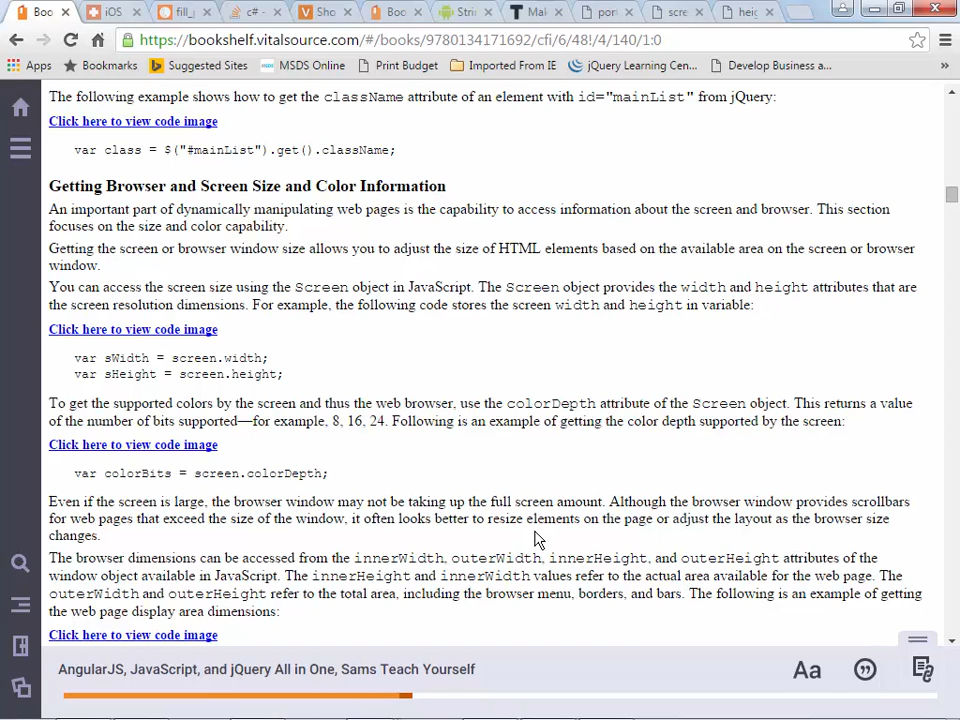 Boo
iOS
fill_
c# -
Sho
Boo
Strin
Mak
por
scre
heig
https://bookshelf.vitalsource.com/#/books/9780134171692/cfi/6/48!/4/140/1:0
Apps Bookmarks Suggested Sites MSDS Online Print Budget Imported From IE jQuery Learning Cen... Develop Business a... »
The following example shows how to get the className attribute of an element with id="mainList" from jQuery:
Click here to view code image
var class = $("#mainList").get().className;
Getting Browser and Screen Size and Color Information
An important part of dynamically manipulating web pages is the capability to access information about the screen and browser. This section
focuses on the size and color capability.
Getting the screen or browser window size allows you to adjust the size of HTML elements based on the available area on the screen or browser
window.
You can access the screen size using the Screen object in JavaScript. The Screen object provides the width and height attributes that are
the screen resolution dimensions. For example, the following code stores the screen width and height in variable:
Click here to view code image
var sWidth = screen.width;
var sHeight = screen.height;
To get the supported colors by the screen and thus the web browser, use the colorDepth attribute of the Screen object. This returns a value
of the number of bits supported—for example, 8, 16, 24. Following is an example of getting the color depth supported by the screen:
Click here to view code image
var colorBits = screen.colorDepth;
Even if the screen is large, the browser window may not be taking up the full screen amount. Although the browser window provides scrollbars
for web pages that exceed the size of the window, it often looks better to resize elements on the page or adjust the layout as the browser size
changes.
The browser dimensions can be accessed from the innerWidth, outerWidth, innerHeight, and outerHeight attributes of the
window object available in JavaScript. The innerHeight and innerWidth values refer to the actual area available for the web page. The
outerWidth and outerHeight refer to the total area, including the browser menu, borders, and bars. The following is an example of getting
the web page display area dimensions:
Click here to view code image
AngularJS, JavaScript, and jQuery All in One, Sams Teach Yourself
Aa